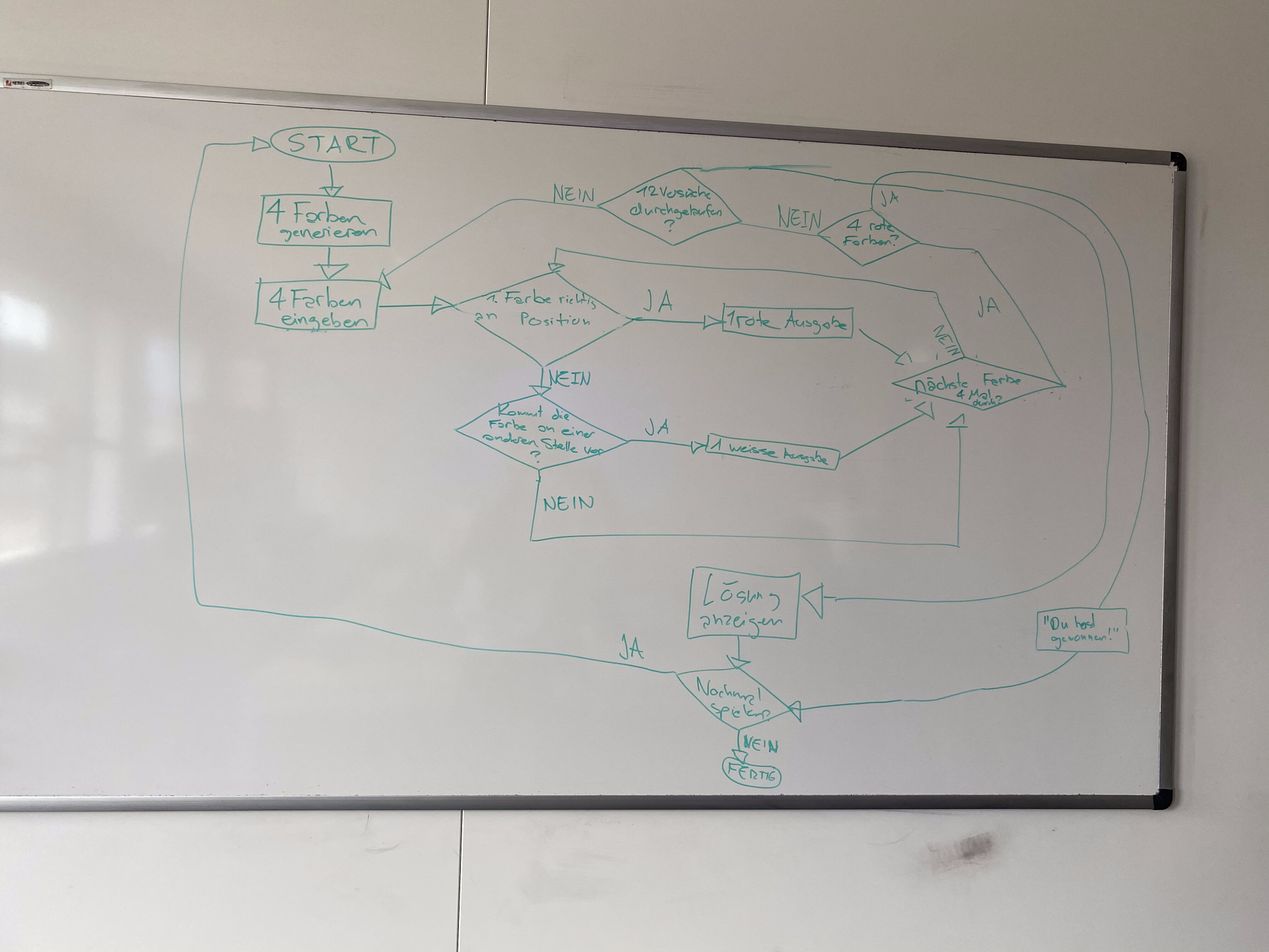 START
4 Farben
generieren
4 Farben
eingeben
NEIN
12 Versuche
durchgelaufen
?
NEIN
4 rote
Farben?
JA
JA
1. Farbe richtig
an Position
JA
1 rote Ausgabe
NEIN
nächste Farbe
4 Mal
durch?
NEIN
Kommt die
Farbe an einer
anderen Stelle vor
?
JA
1 weisse Ausgabe
NEIN
Lösung
anzeigen
"Du hast
gewonnen!"
JA
Nochmal
spielen
NEIN
FERTIG